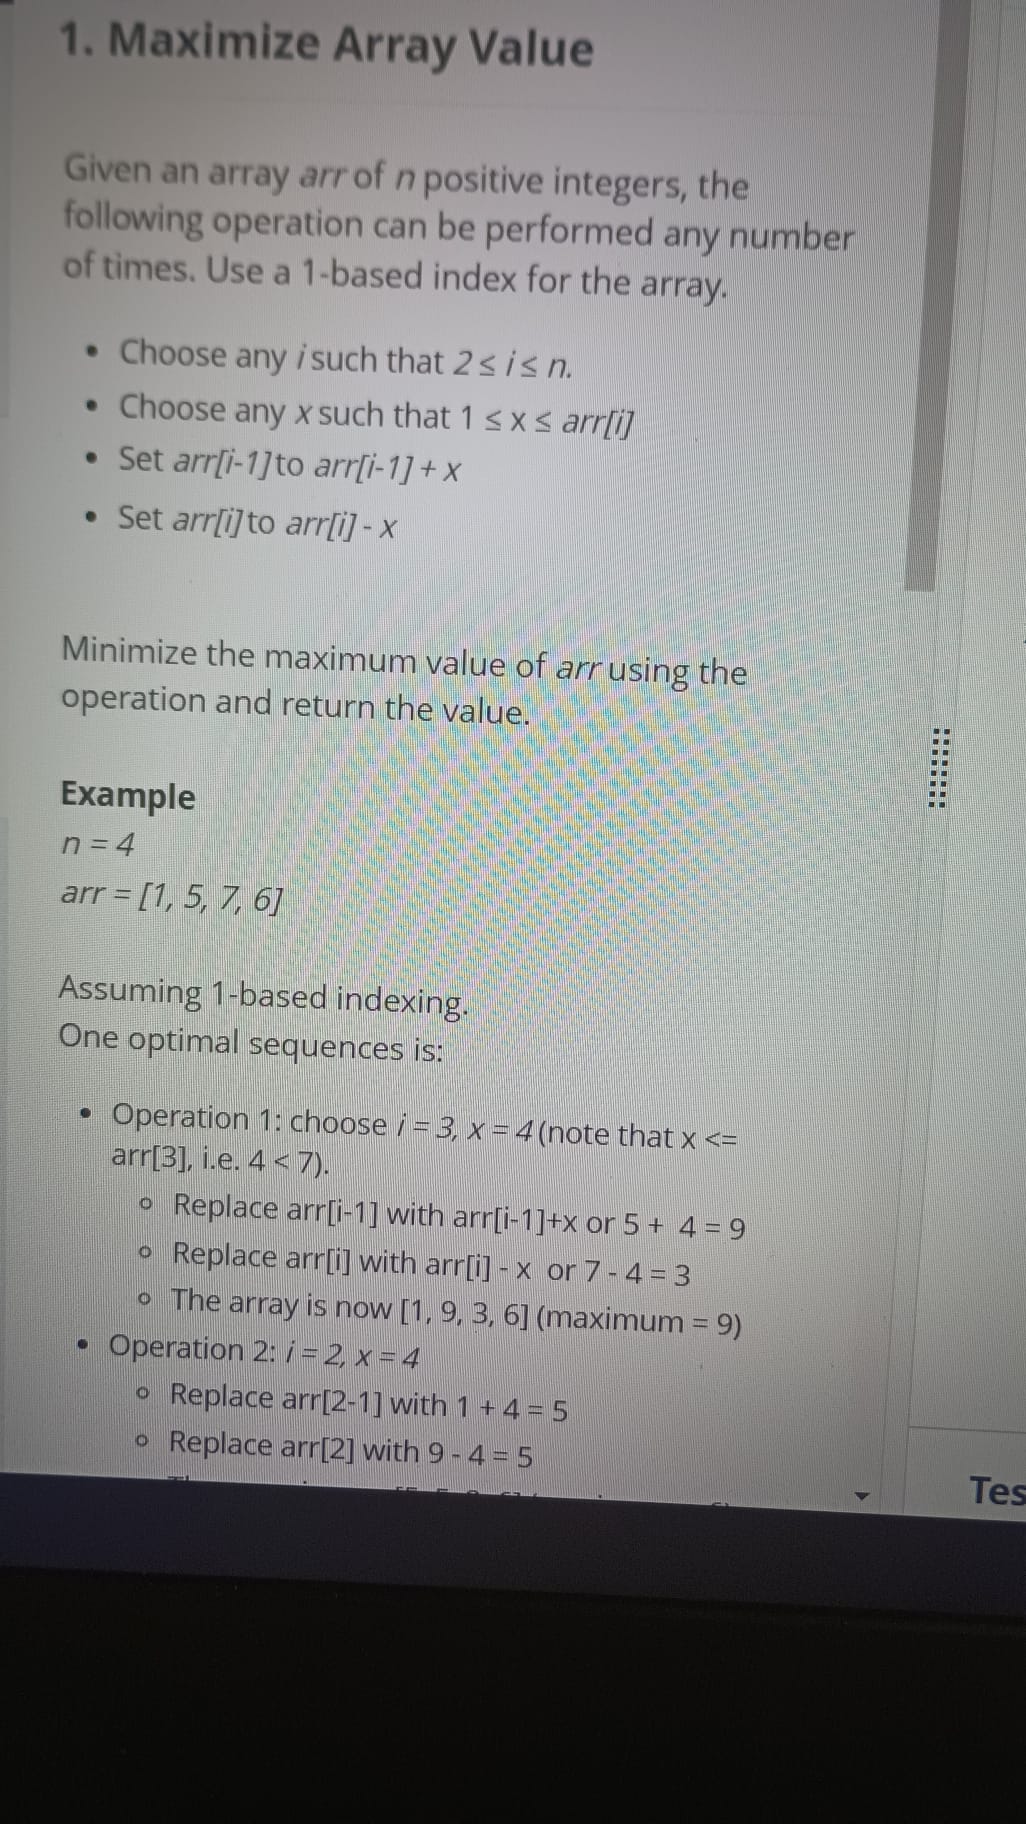 1. Maximize Array Value
Given an array arr of n positive integers, the
following operation can be performed any number
of times. Use a 1-based index for the array.
• Choose any i such that 2 ≤ i ≤ n.
• Choose any x such that 1 ≤ x ≤ arr[i]
• Set arr[i-1] to arr[i-1] + x
• Set arr[i] to arr[i] - x
Minimize the maximum value of arr using the
operation and return the value.
Example
n = 4
arr = [1, 5, 7, 6]
Assuming 1-based indexing.
One optimal sequences is:
• Operation 1: choose i = 3, x = 4 (note that x <=
arr[3], i.e. 4 < 7).
○ Replace arr[i-1] with arr[i-1]+x or 5 + 4 = 9
○ Replace arr[i] with arr[i] - x or 7 - 4 = 3
○ The array is now [1, 9, 3, 6] (maximum = 9)
• Operation 2: i = 2, x = 4
○ Replace arr[2-1] with 1 + 4 = 5
○ Replace arr[2] with 9 - 4 = 5
Tes